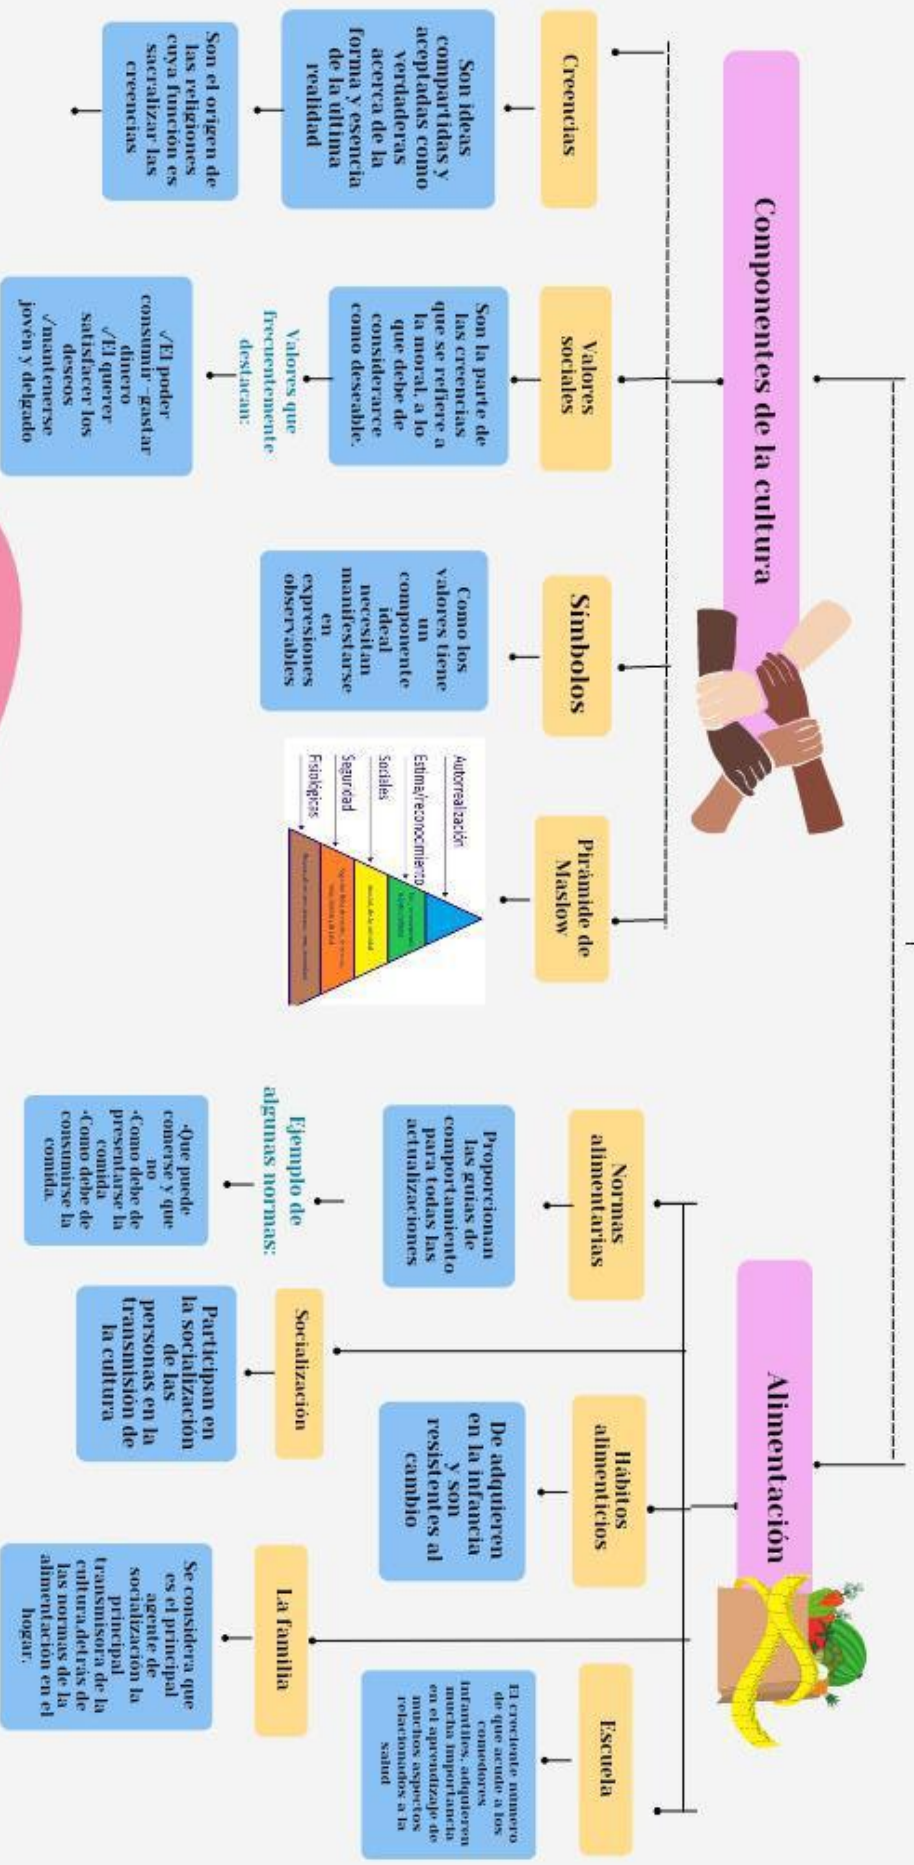 Componentes de la cultura
Creencias
Son ideas
compartidas y
aceptadas como
verdaderas
acerca de la
forma y esencia
de la última
realidad
Son el origen de
las religiones
cuya función es
sacralizar las
creencias
Valores
sociales
Son la parte de
las creencias
que se refiere a
la moral, a lo
que debe de
considerarce
como deseable.
Valores que
frecuentemente
destacan:
✓El poder
consumir -gastar
dinero
✓El querer
satisfacer los
deseos
✓mantenerse
jovén y delgado
Símbolos
Como los
valores tiene
un
componente
ideal
necesitan
manifestarse
en
expresiones
observables
Pirámide de
Maslow
Autorrealización
Estima/reconocimiento
Sociales
Seguridad
Fisiológicas
Alimentación
Normas
alimentarias
Proporcionan
las guías de
comportamiento
para todas las
actualizaciones
Ejemplo de
algunas normas:
•Que puede
comerse y que
no
•Como debe de
presentarse la
comida
•Como debe de
consumirse la
comida.
Socialización
Participan en
la socialización
de las
personas en la
transmisión de
la cultura
Hábitos
alimenticios
De adquieren
en la infancia
y son
resistentes al
cambio
La familia
Se considera que
es el principal
agente de
socialización la
principal
transmisora de la
cultura,detrás de
las normas de la
alimentación en el
hogar.
Escuela
El creciente numero
de que acude a los
comedores
infantiles, adquieren
mucha importancia
en el aprendizaje de
muchos aspectos
relacionados a la
salud